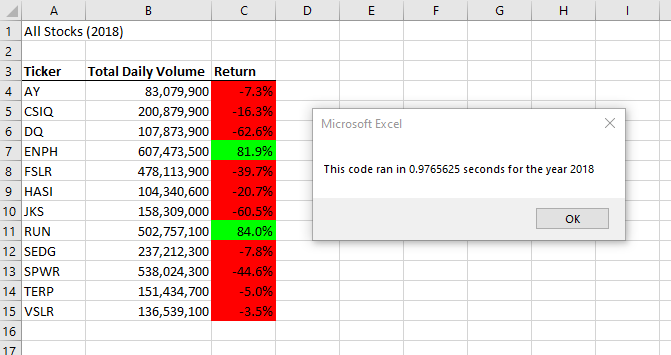 A B C D E F G H I
1 All Stocks (2018)
2
3 Ticker Total Daily Volume Return
4 AY 83,079,900 -7.3%
5 CSIQ 200,879,900 -16.3%
6 DQ 107,873,900 -62.6%
7 ENPH 607,473,500 81.9%
8 FSLR 478,113,900 -39.7%
9 HASI 104,340,600 -20.7%
10 JKS 158,309,000 -60.5%
11 RUN 502,757,100 84.0%
12 SEDG 237,212,300 -7.8%
13 SPWR 538,024,300 -44.6%
14 TERP 151,434,700 -5.0%
15 VSLR 136,539,100 -3.5%
16
17
Microsoft Excel
This code ran in 0.9765625 seconds for the year 2018
OK